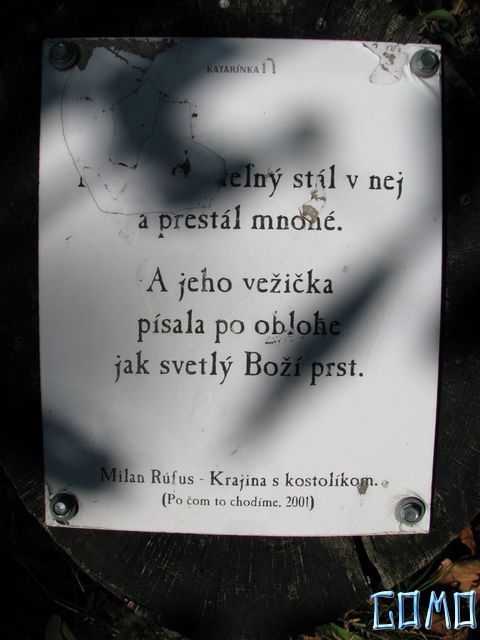 KATARÍNKA
stál v nej
a prestál mnohé.
A jeho vežička
písala po oblohe
jak svetlý Boží prst.
Milan Rúfus - Krajina s kostolíkom.
(Po čom to chodíme, 2001)
COMO